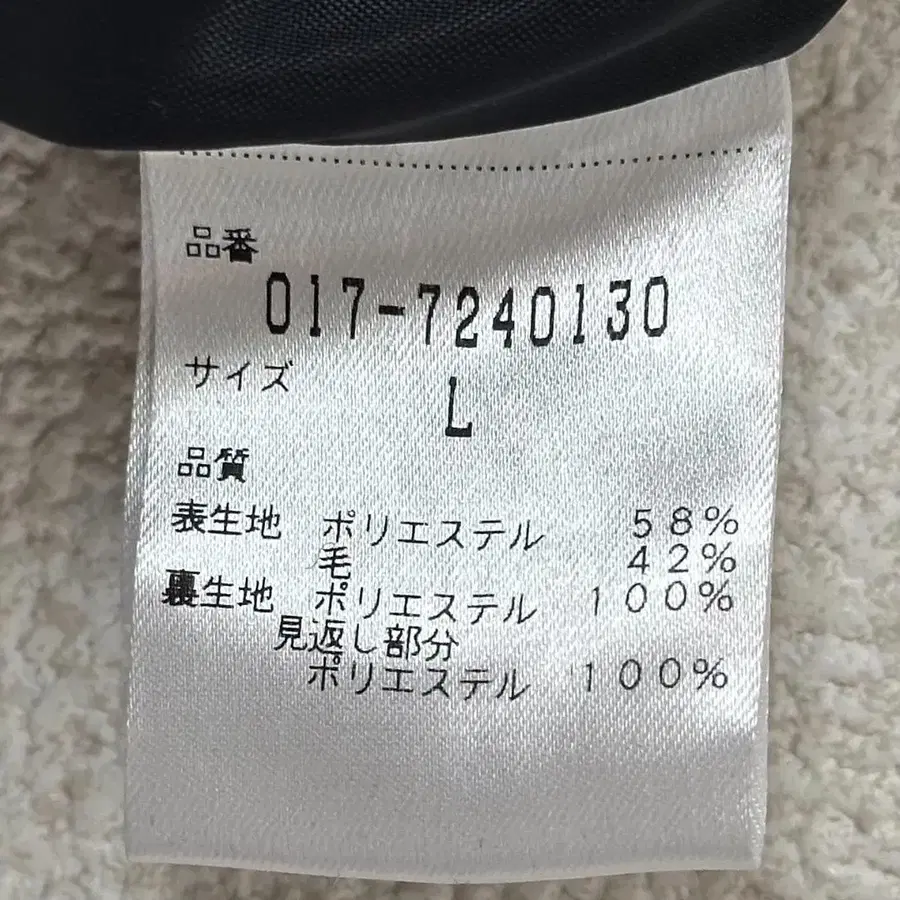 品番
017-7240130
サイズ
L
品質
表生地 ポリエステル 58%
毛 42%
裏生地 ポリエステル 100%
見返し部分
ポリエステル 100%